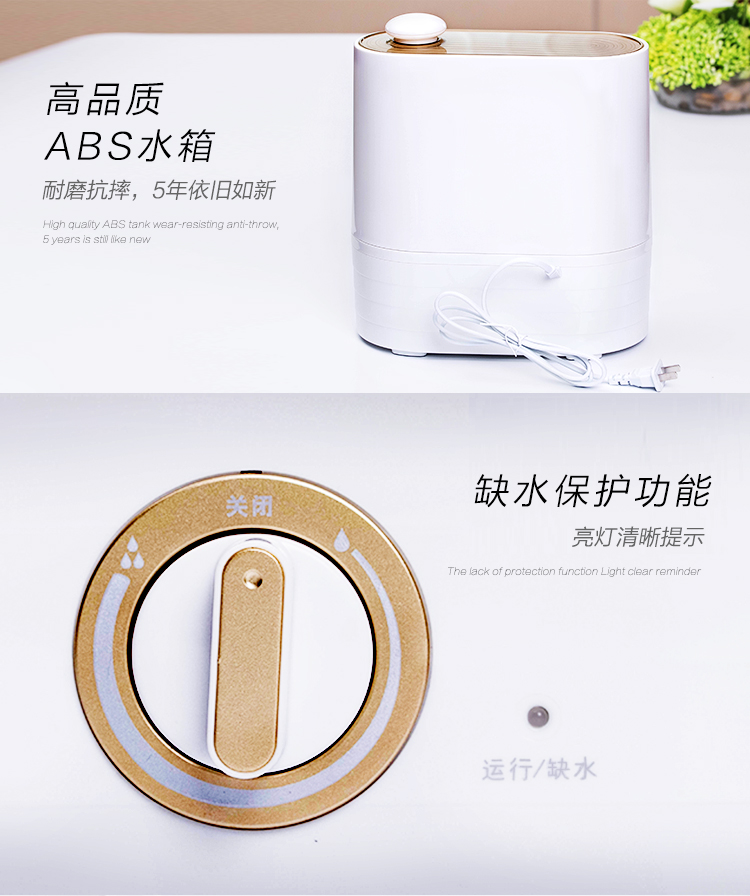 高品质
ABS水箱
耐磨抗摔，5年依旧如新
High quality ABS tank wear-resisting anti-throw,
5 years is still like new
缺水保护功能
亮灯清晰提示
The lack of protection function Light clear reminder
关闭
运行/缺水